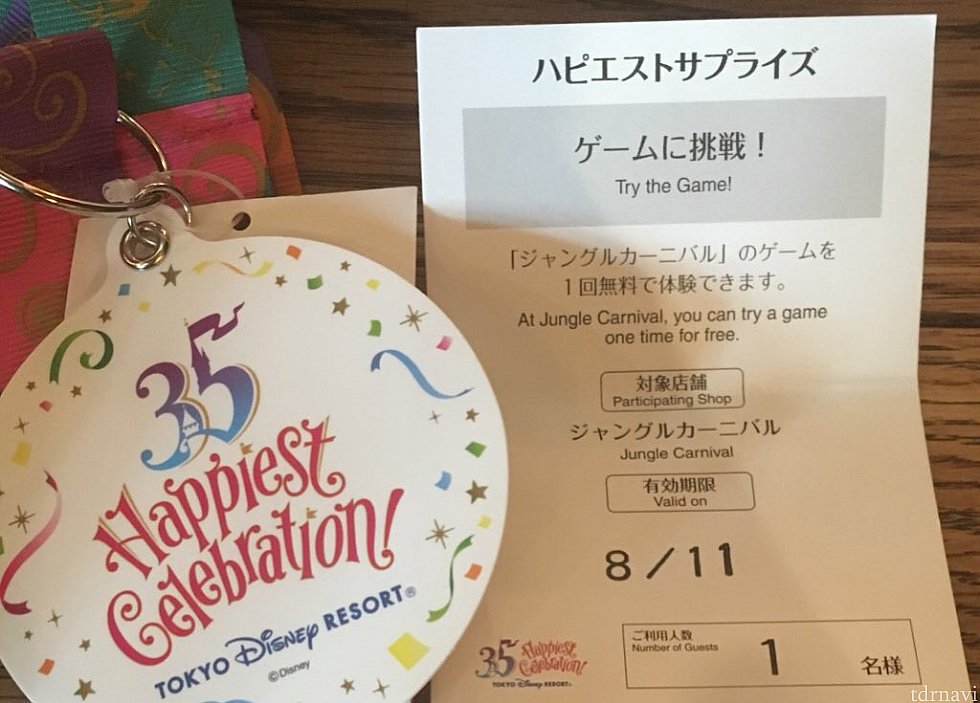 35
Happiest
Celebration!
TOKYO Disney RESORT®
©Disney
ハピエストサプライズ
ゲームに挑戦！
Try the Game!
「ジャングルカーニバル」のゲームを
1回無料で体験できます。
At Jungle Carnival, you can try a game
one time for free.
対象店舗
Participating Shop
ジャングルカーニバル
Jungle Carnival
有効期限
Valid on
8／11
35 Happiest
Celebration!
TOKYO Disney RESORT®
ご利用人数
Number of Guests
1
名様
tdrnavi